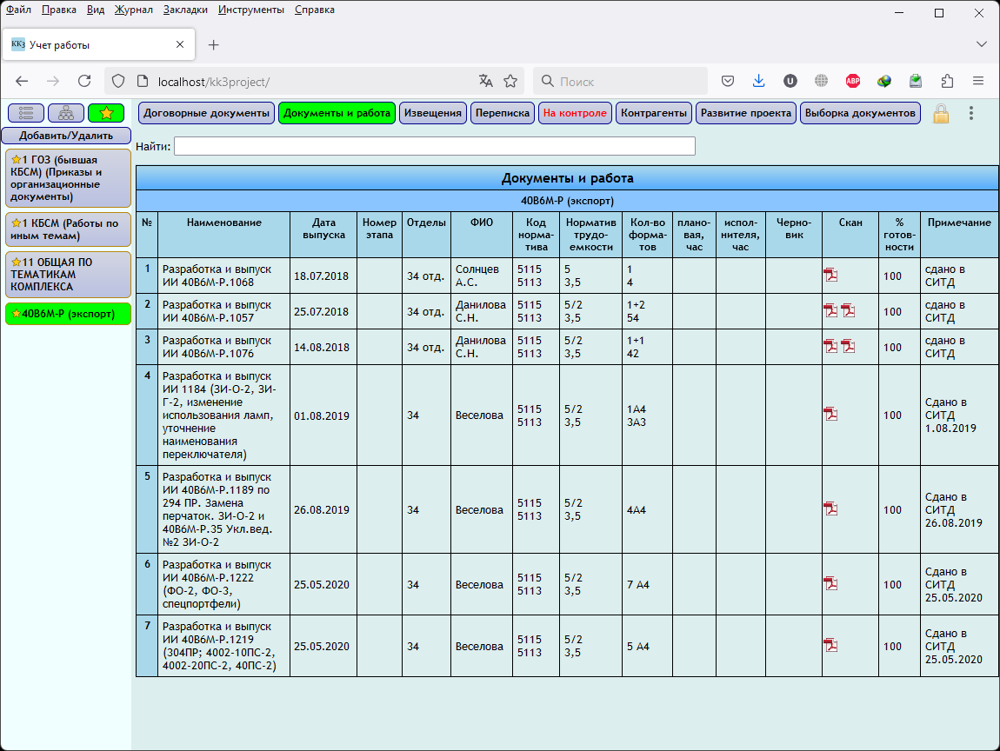 Файл Правка Вид Журнал Закладки Инструменты Справка
KK3 Учет работы
localhost/kk3project/
Поиск
U
ABP
Договорные документы Документы и работа Извещения Переписка На контроле Контрагенты Развитие проекта Выборка документов
Добавить/Удалить
1 ГОЗ (бывшая
КБСМ) (Приказы и
организационные
документы)
1 КБСМ (Работы по
иным темам)
11 ОБЩАЯ ПО
ТЕМАТИКАМ
КОМПЛЕКСА
40В6М-Р (экспорт)
Найти:
Документы и работа
40В6М-Р (экспорт)
№ Наименование Дата Номер Отделы ФИО Код Норматив Кол-во плано- испол- Черно- Скан % Примечание
выпуска этапа норма- трудо- форма- вая, нителя, вик готов-
тива емкости тов час час ности
1 Разработка и выпуск
ИИ 40В6М-Р.1068
18.07.2018
34 отд.
Солнцев
А.С.
5115
5113
5
3,5
1
4
100
сдано в
СИТД
2 Разработка и выпуск
ИИ 40В6М-Р.1057
25.07.2018
34 отд.
Данилова
С.Н.
5115
5113
5/2
3,5
1+2
54
100
сдано в
СИТД
3 Разработка и выпуск
ИИ 40В6М-Р.1076
14.08.2018
34 отд.
Данилова
С.Н.
5115
5113
5/2
3,5
1+1
42
100
сдано в
СИТД
4 Разработка и выпуск
ИИ 1184 (ЗИ-О-2, ЗИ-
Г-2, изменение
использования ламп,
уточнение
наименования
переключателя)
01.08.2019
34
Веселова
5115
5113
5/2
3,5
1А4
3А3
100
Сдано в
СИТД
1.08.2019
5 Разработка и выпуск
ИИ 40В6М-Р.1189 по
294 ПР. Замена
перчаток. ЗИ-О-2 и
40В6М-Р.35 Укл.вед.
№2 ЗИ-О-2
26.08.2019
34
Веселова
5115
5113
5/2
3,5
4А4
100
Сдано в
СИТД
26.08.2019
6 Разработка и выпуск
ИИ 40В6М-Р.1222
(ФО-2, ФО-3,
спецпортфели)
25.05.2020
34
Веселова
5115
5113
5/2
3,5
7 А4
100
Сдано в
СИТД
25.05.2020
7 Разработка и выпуск
ИИ 40В6М-Р.1219
(304ПР; 4002-10ПС-2,
4002-20ПС-2, 40ПС-2)
25.05.2020
34
Веселова
5115
5113
5/2
3,5
5 А4
100
Сдано в
СИТД
25.05.2020